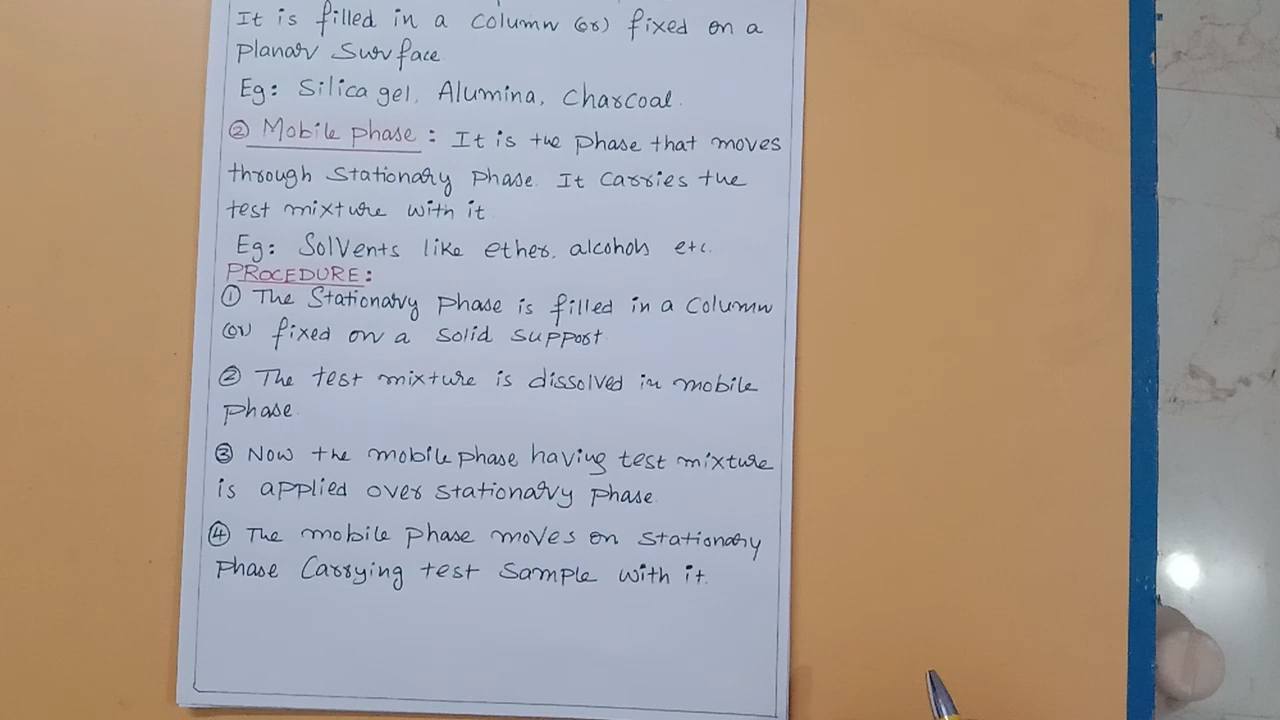 It is filled in a column (or) fixed on a
planar surface.
Eg: Silica gel, Alumina, Charcoal.
② Mobile phase : It is the phase that moves
through stationary phase. It carries the
test mixture with it
Eg: Solvents like ether, alcohols etc.
PROCEDURE:
① The Stationary phase is filled in a column
(or) fixed on a solid support.
② The test mixture is dissolved in mobile
phase.
③ Now the mobile phase having test mixture
is applied over stationary phase.
④ The mobile phase moves on stationary
phase carrying test sample with it.